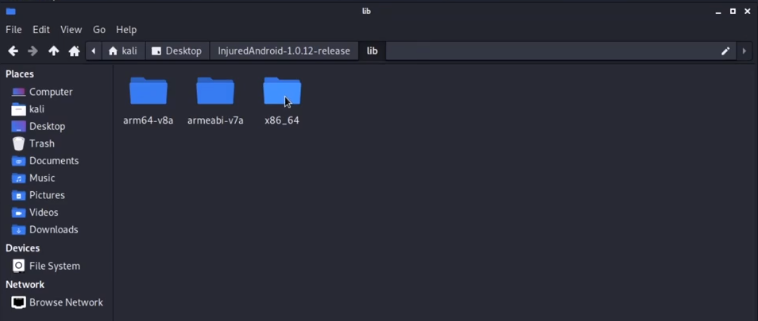 lib
File Edit View Go Help
kali Desktop InjuredAndroid-1.0.12-release lib
Places
Computer
kali
Desktop
Trash
Documents
Music
Pictures
Videos
Downloads
Devices
File System
Network
Browse Network
arm64-v8a armeabi-v7a x86_64